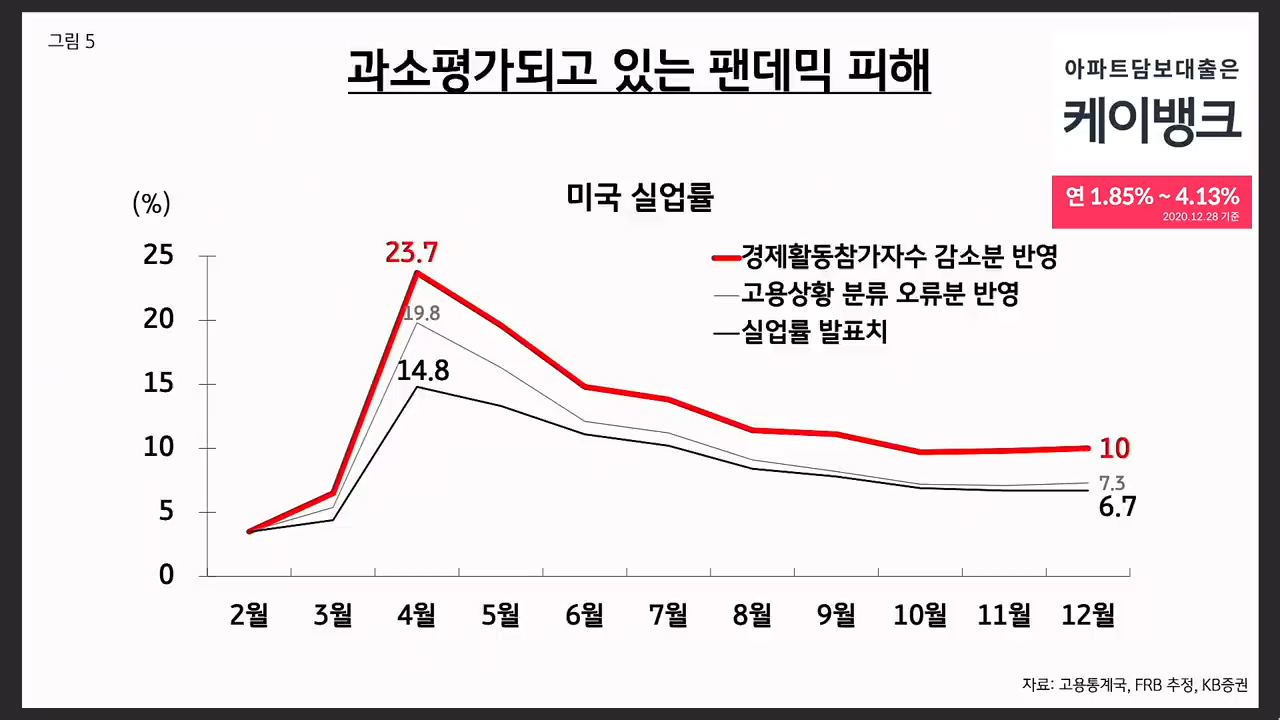 그림 5
과소평가되고 있는 팬데믹 피해
아파트담보대출은
케이뱅크
연 1.85% ~ 4.13%
2020.12.28 기준
미국 실업률
(%)
25
20
15
10
5
0
23.7
19.8
14.8
경제활동참가자수 감소분 반영
고용상황 분류 오류분 반영
실업률 발표치
10
7.3
6.7
2월 3월 4월 5월 6월 7월 8월 9월 10월 11월 12월
자료: 고용통계국, FRB 추정, KB증권